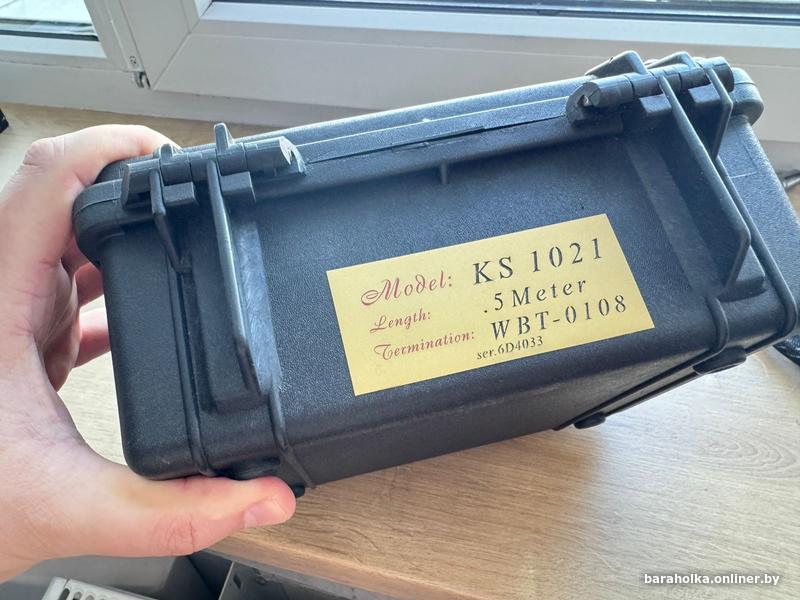 Model: KS 1021
Length: .5 Meter
Termination: WBT-0108
ser.6D4033
baraholka.onliner.by